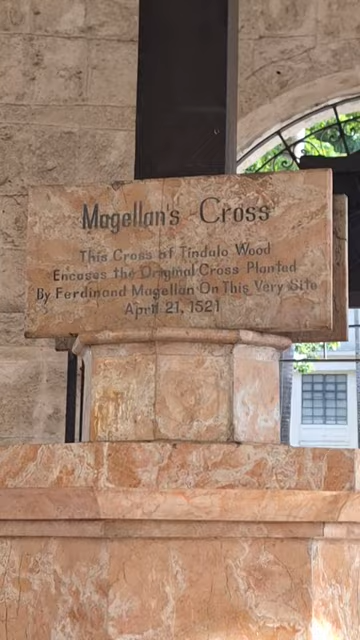 Magellan's Cross
This Cross of Tindalo Wood
Encases the Original Cross Planted
By Ferdinand Magellan On This Very Site
April 21, 1521